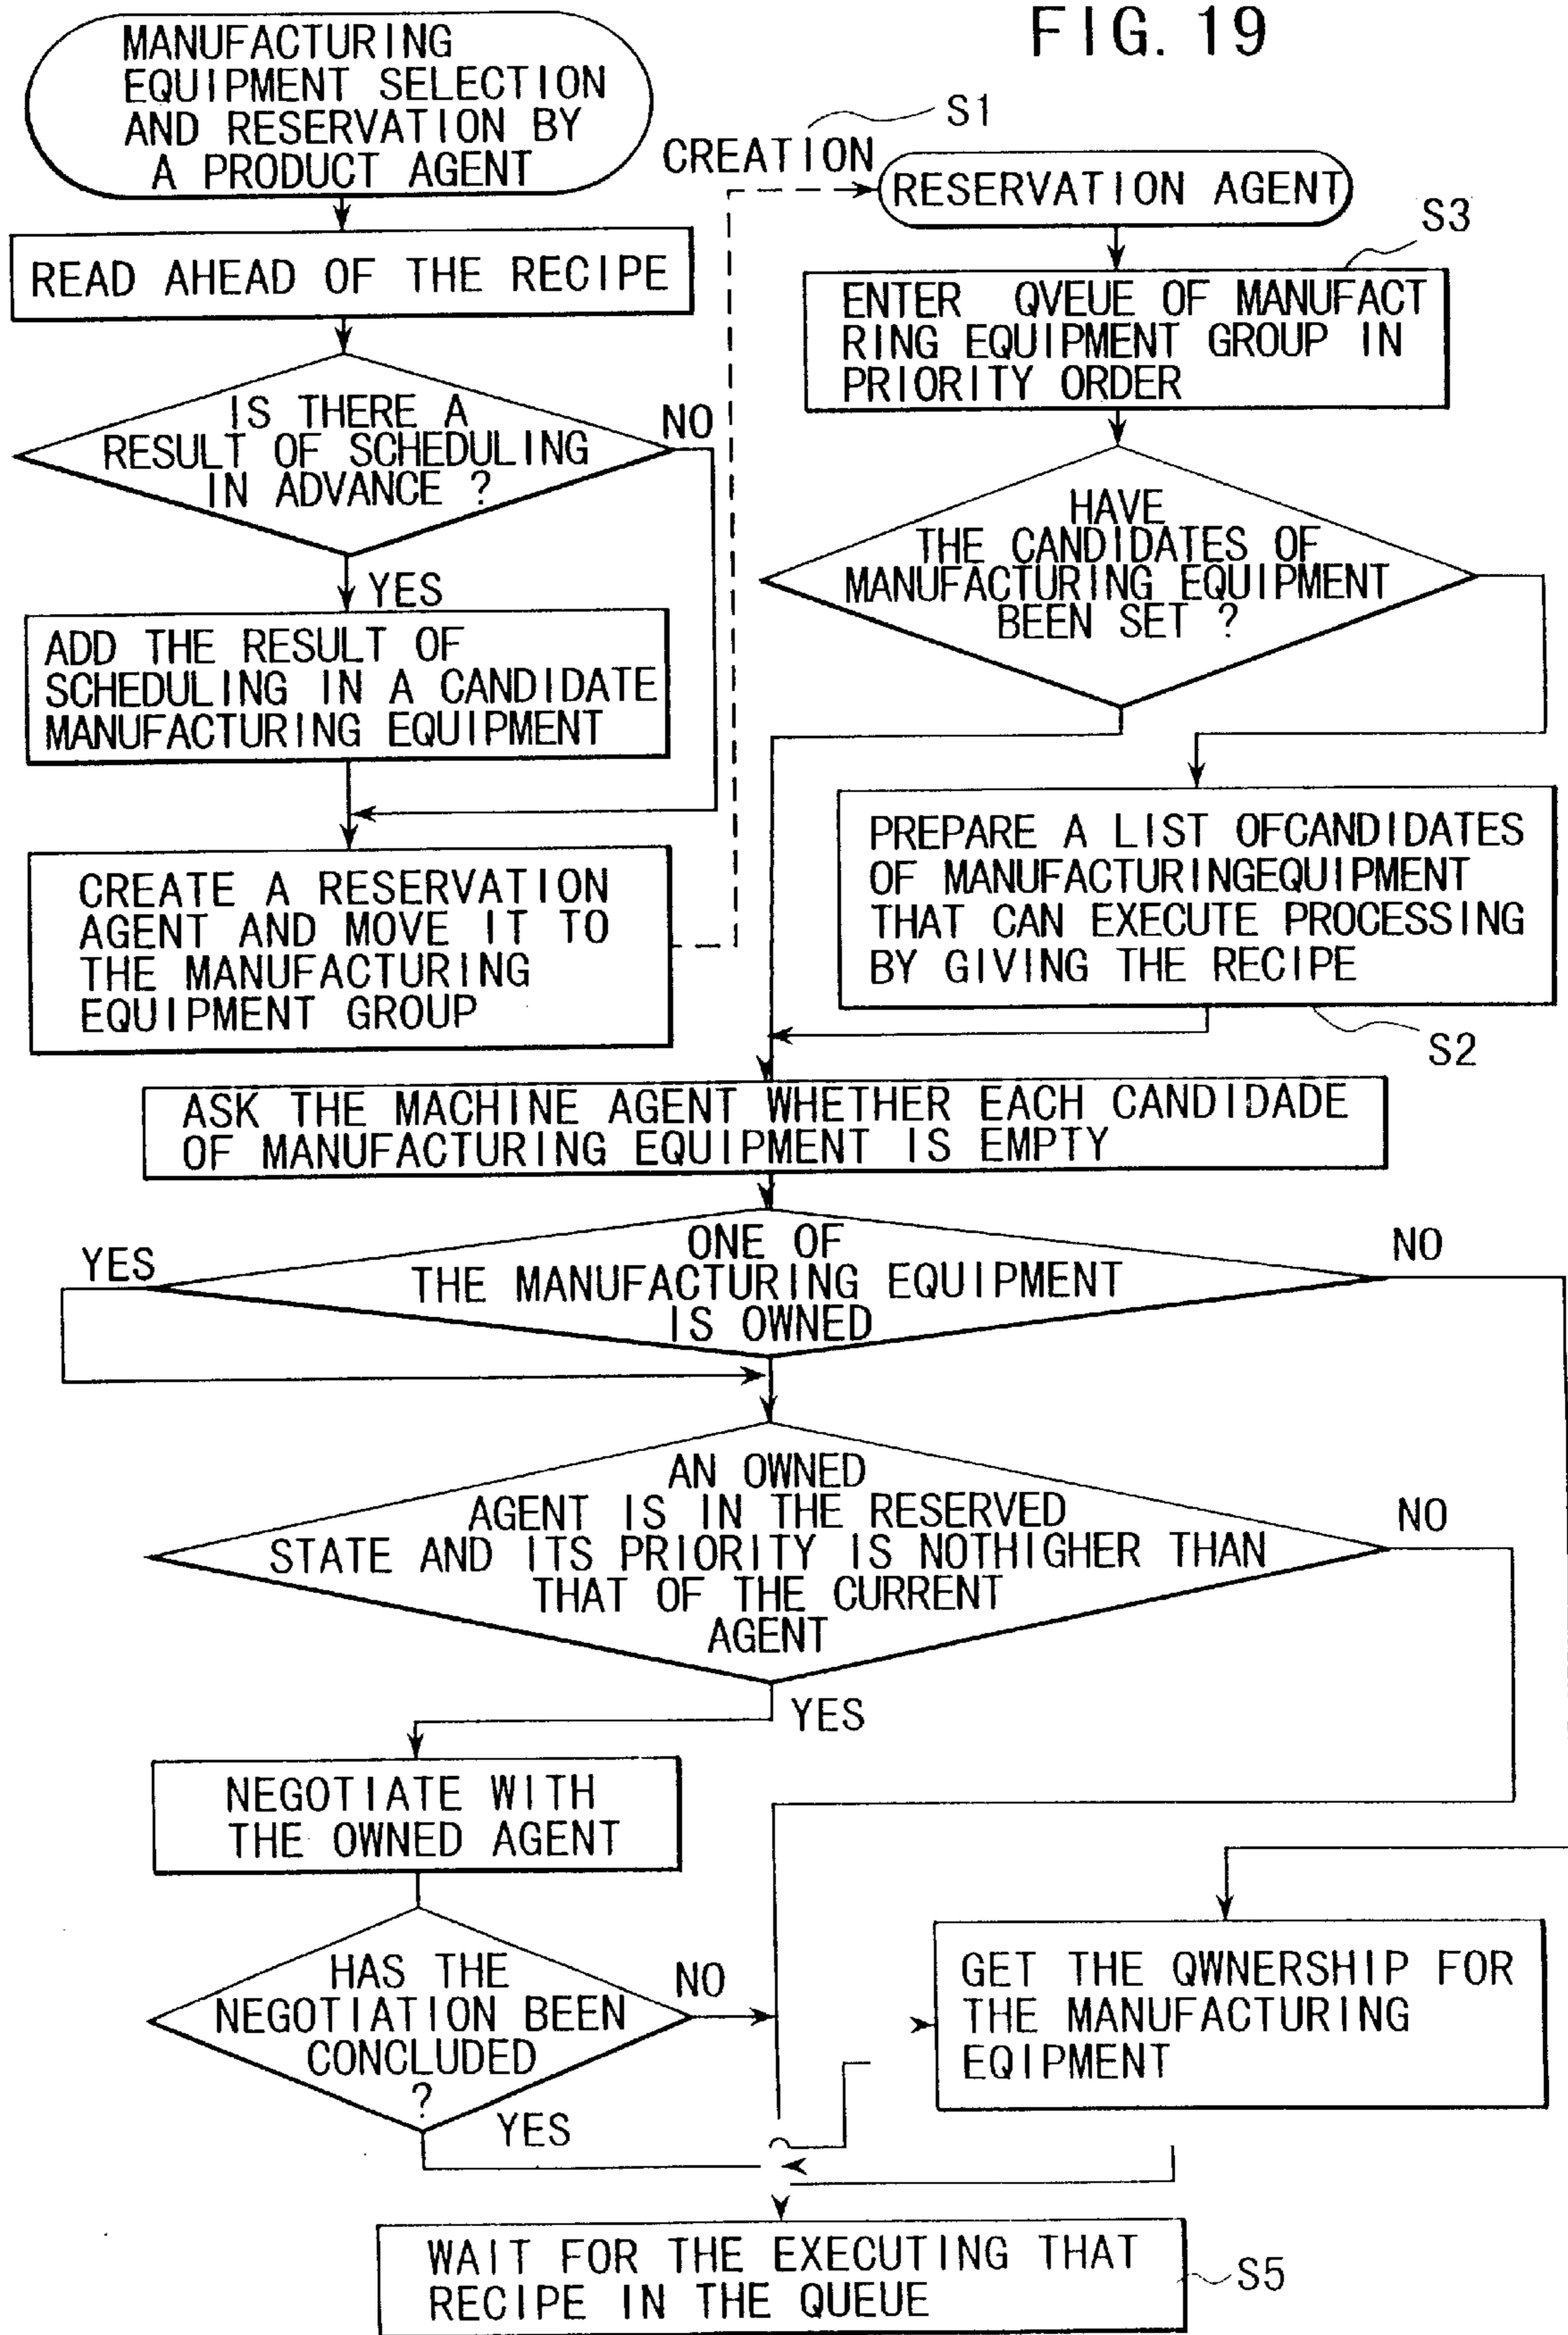 FIG. 19
MANUFACTURING
EQUIPMENT SELECTION
AND RESERVATION BY
A PRODUCT AGENT
READ AHEAD OF THE RECIPE
IS THERE A
RESULT OF SCHEDULING
IN ADVANCE ?
NO
YES
ADD THE RESULT OF
SCHEDULING IN A CANDIDATE
MANUFACTURING EQUIPMENT
CREATE A RESERVATION
AGENT AND MOVE IT TO
THE MANUFACTURING
EQUIPMENT GROUP
CREATION
S1
RESERVATION AGENT
S3
ENTER QVEUE OF MANUFACT
RING EQUIPMENT GROUP IN
PRIORITY ORDER
HAVE
THE CANDIDATES OF
MANUFACTURING EQUIPMENT
BEEN SET ?
PREPARE A LIST OFCANDIDATES
OF MANUFACTURINGEQUIPMENT
THAT CAN EXECUTE PROCESSING
BY GIVING THE RECIPE
S2
ASK THE MACHINE AGENT WHETHER EACH CANDIDADE
OF MANUFACTURING EQUIPMENT IS EMPTY
YES
ONE OF
THE MANUFACTURING EQUIPMENT
IS OWNED
NO
AN OWNED
AGENT IS IN THE RESERVED
STATE AND ITS PRIORITY IS NOTHIGHER THAN
THAT OF THE CURRENT
AGENT
NO
YES
NEGOTIATE WITH
THE OWNED AGENT
HAS THE
NEGOTIATION BEEN
CONCLUDED
?
NO
YES
GET THE QWNERSHIP FOR
THE MANUFACTURING
EQIPMENT
WAIT FOR THE EXECUTING THAT
RECIPE IN THE QUEUE
S5